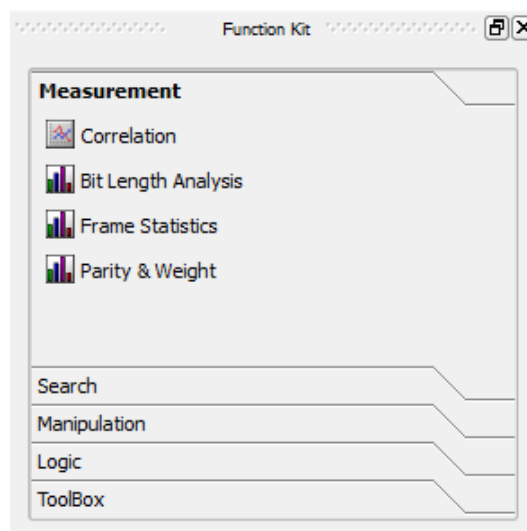 Function Kit
Measurement
Correlation
Bit Length Analysis
Frame Statistics
Parity & Weight
Search
Manipulation
Logic
ToolBox